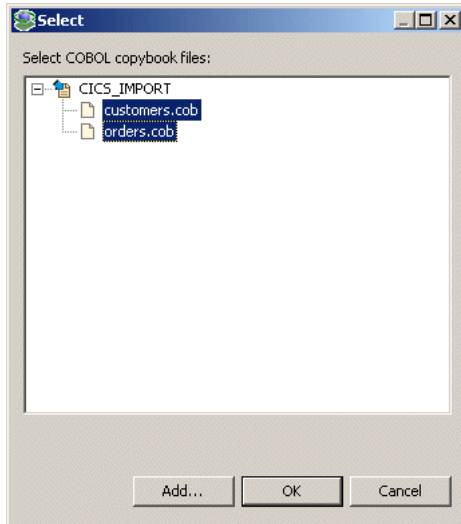 Select
Select COBOL copybook files:
CICS_IMPORT
customers.cob
orders.cob
Add... OK Cancel